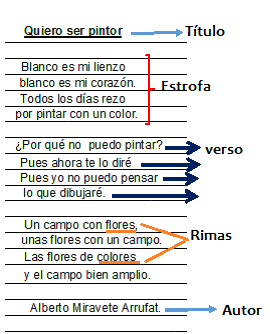 Quiero ser pintor Título
Blanco es mi lienzo
blanco es mi corazón.
Todos los días rezo
por pintar con un color.
Estrofa
¿Por qué no puedo pintar? verso
Pues ahora te lo diré
Pues yo no puedo pensar
lo que dibujaré.
Un campo con flores,
unas flores con un campo.
Las flores de colores
y el campo bien amplio.
Rimas
Alberto Miravete Arrufat. Autor